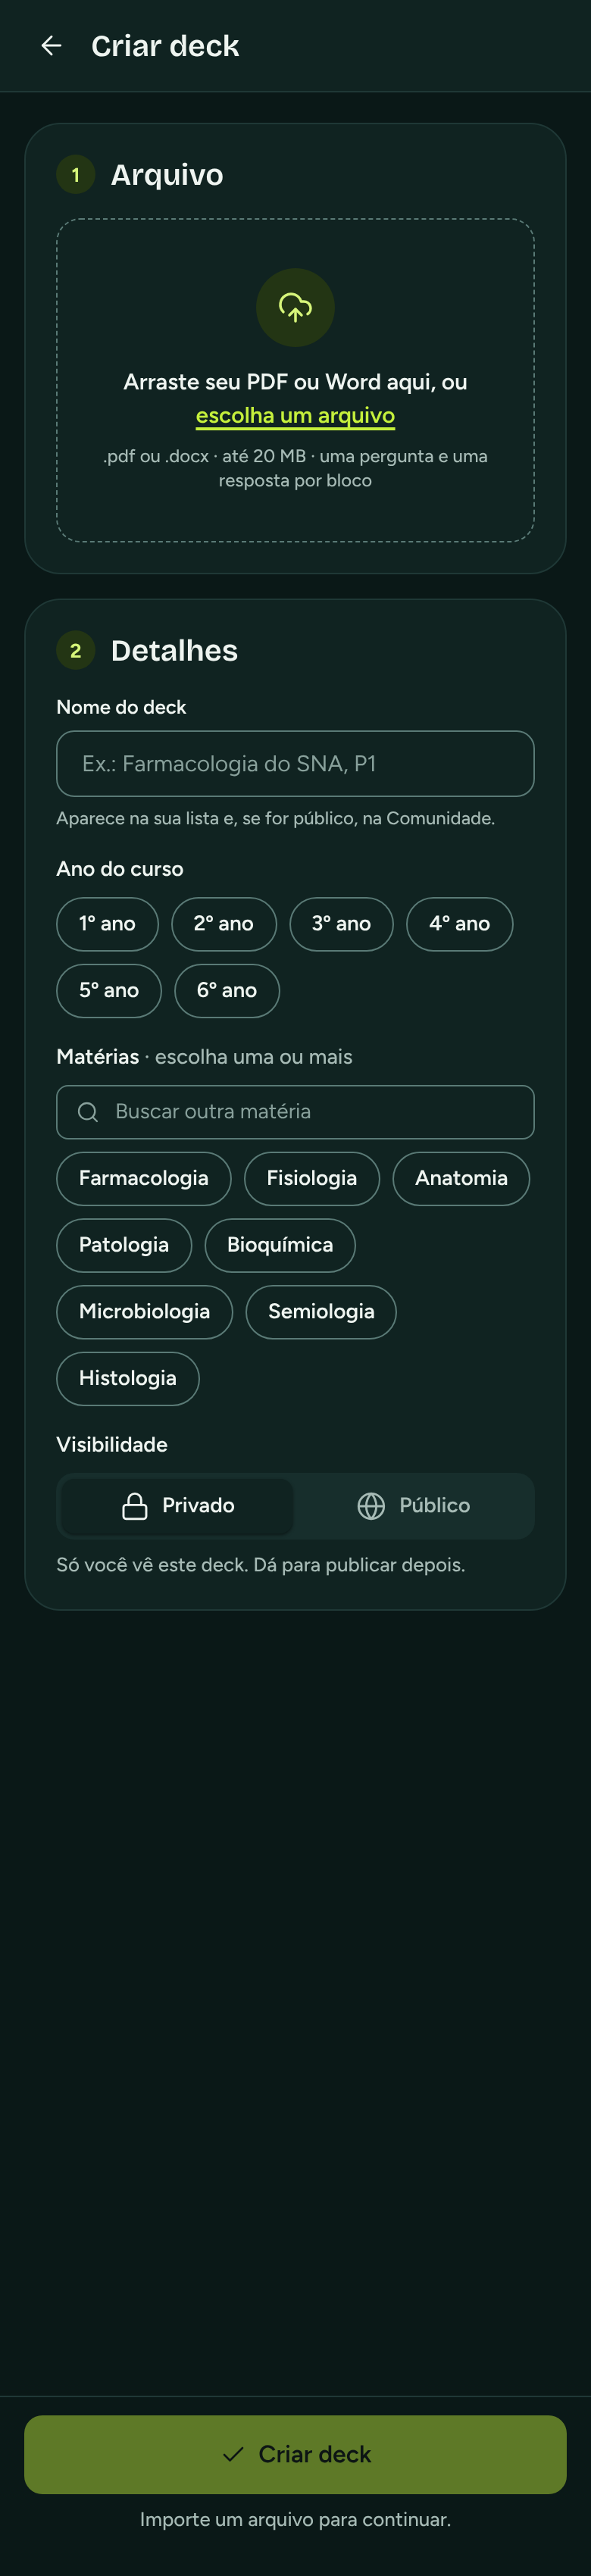 Criar deck
1 Arquivo
Arraste seu PDF ou Word aqui, ou
escolha um arquivo
.pdf ou .docx · até 20 MB · uma pergunta e uma
resposta por bloco
2 Detalhes
Nome do deck
Ex.: Farmacologia do SNA, P1
Aparece na sua lista e, se for público, na Comunidade.
Ano do curso
1º ano 2º ano 3º ano 4º ano
5º ano 6º ano
Matérias · escolha uma ou mais
Buscar outra matéria
Farmacologia Fisiologia Anatomia
Patologia Bioquímica
Microbiologia Semiologia
Histologia
Visibilidade
Privado Público
Só você vê este deck. Dá para publicar depois.
Criar deck
Importe um arquivo para continuar.